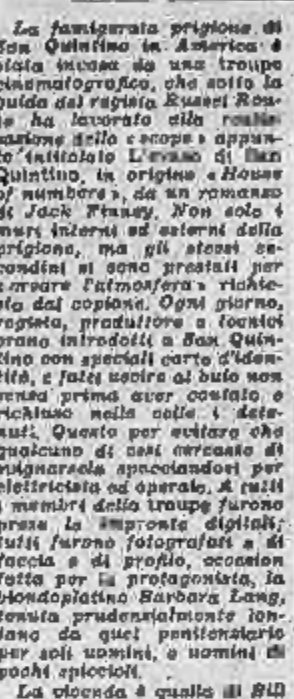 La famigerata prigione di
San Quintino in America è
stata invasa da una troupe
cinematografica, che sotto la
guida del regista Russel Rou-
se ha lavorato alla realiz-
zazione dello « scope » appun-
to intitolato L'evaso di San
Quintino, in origine « House
of numbers », da un romanzo
di Jack Finney. Non solo i
muri interni ed esterni della
prigione, ma gli stessi se-
condini si sono prestati per
creare l'atmosfera » richie-
sta dal copione. Ogni giorno,
regista, produttore e tecnici
erano introdotti a San Quin-
tino con speciali carte d'iden-
tità, e fatti uscire al buio non
senza prima aver contato e
richiuso nelle celle i dete-
nuti. Questo per evitare che
qualcuno di essi cercasse di
svignarsela spacciandosi per
elettricista od operaio. A tutti
i membri della troupe furono
prese le impronte digitali;
tutti furono fotografati e di
faccia e di profilo, eccezion
fatta per la protagonista, la
biondoplatino Barbara Lang,
tenuta prudenzialmente lon-
tano da quel penitenziario
per soli uomini, e uomini di
pochi spiccioli.
La vicenda è quella di Bill